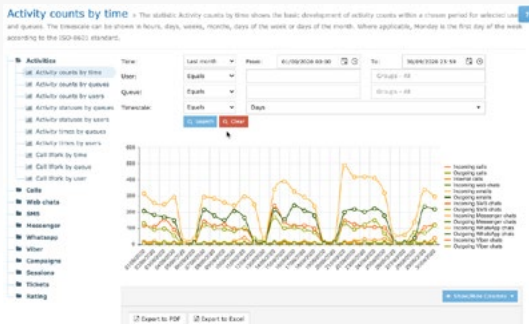 Activity counts by time • The statistic Activity counts by time shows the basic development of activity counts within a chosen period for selected users
and queues. The timescale can be shown in hours, days, weeks, months, days of the week or days of the month. Where applicable, Monday is the first day of the week
according to the ISO-8601 standard.
Activities
Activity counts by time
Activity counts by queues
Activity counts by users
Activity statuses by queues
Activity statuses by users
Activity times by queues
Activity times by users
Call Work by time
Call Work by queue
Call Work by user
Calls
Web chats
SMS
Messenger
Whatsapp
Viber
Campaigns
Sessions
Tickets
Rating
Time: Last month From: 01/09/2020 00:00 To: 30/09/2020 23:59
User: Equals Groups - All
Queue: Equals Groups - All
Timescale: Equals Days
Search Clear
600
500
400
300
200
100
0
Incoming calls
Outgoing calls
Internal calls
Incoming web chats
Incoming emails
Outgoing emails
Incoming SMS chats
Outgoing SMS chats
Incoming Messenger chats
Outgoing Messenger chats
Incoming WhatsApp chats
Outgoing WhatsApp chats
Incoming Viber chats
Outgoing Viber chats
Show/Hide Columns
Export to PDF Export to Excel